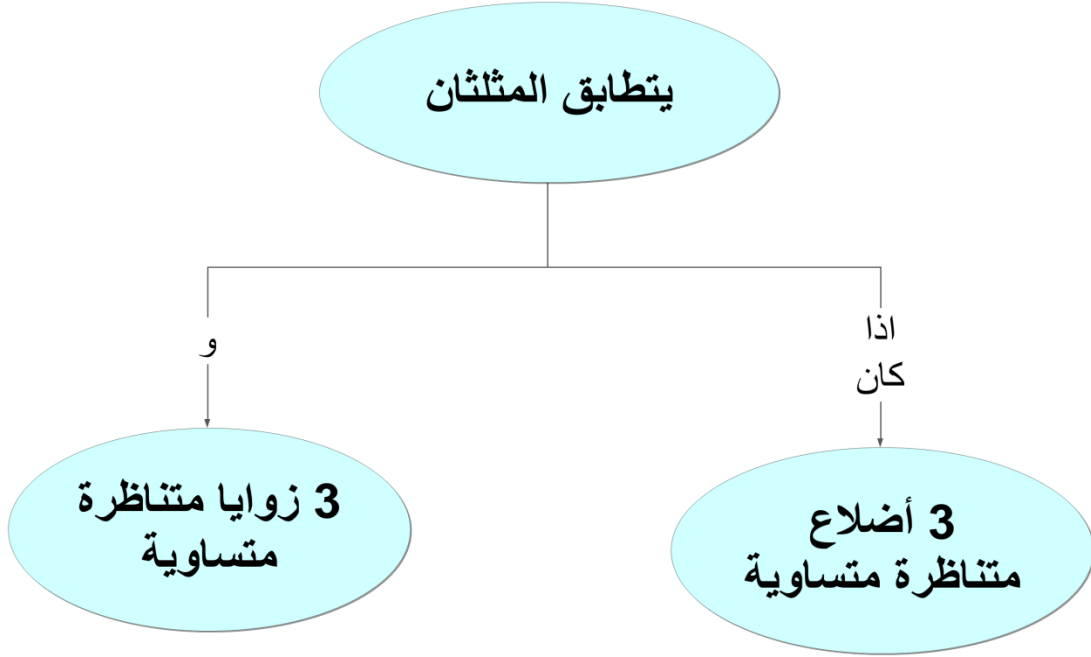 يتطابق المثلثان
اذا
كان
3 أضلاع
متناظرة متساوية
و
3 زوايا متناظرة
متساوية